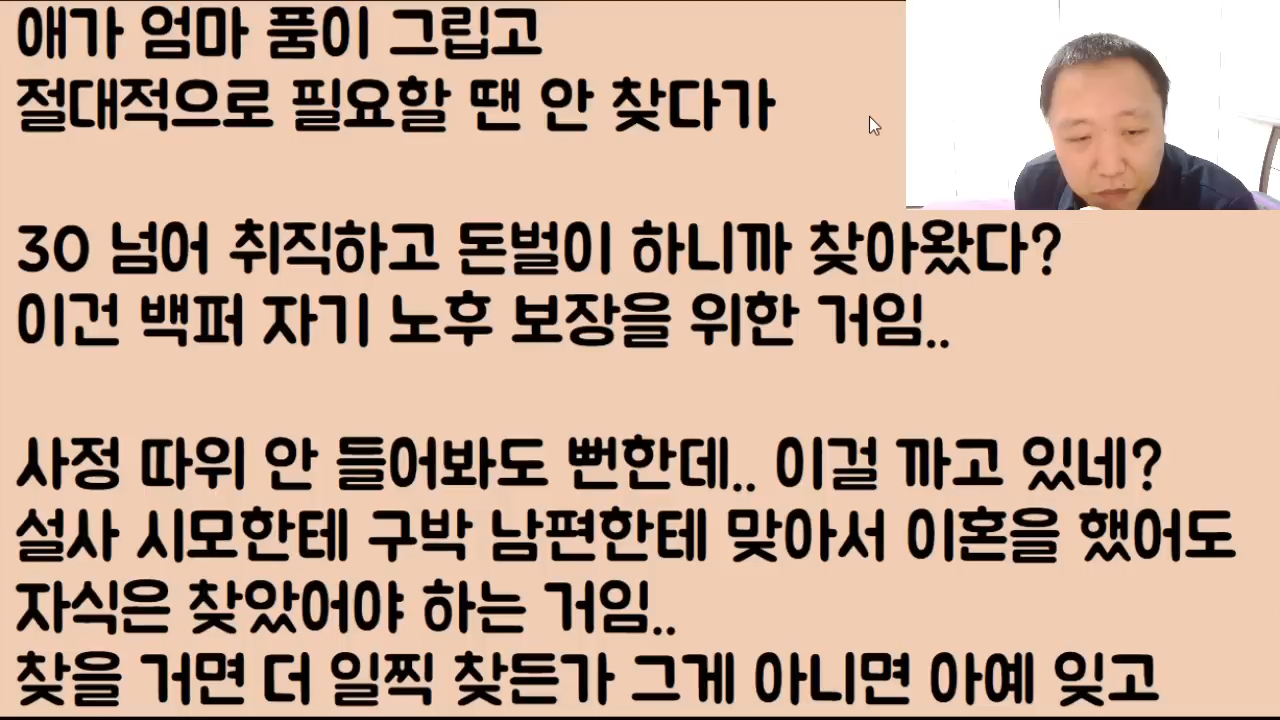 애가 엄마 품이 그립고
절대적으로 필요할 땐 안 찾다가
30 넘어 취직하고 돈벌이 하니까 찾아왔다?
이건 백퍼 자기 노후 보장을 위한 거임..
사정 따위 안 들어봐도 뻔한데.. 이걸 까고 있네?
설사 시모한테 구박 남편한테 맞아서 이혼을 했어도
자식은 찾았어야 하는 거임..
찾을 거면 더 일찍 찾든가 그게 아니면 아예 잊고